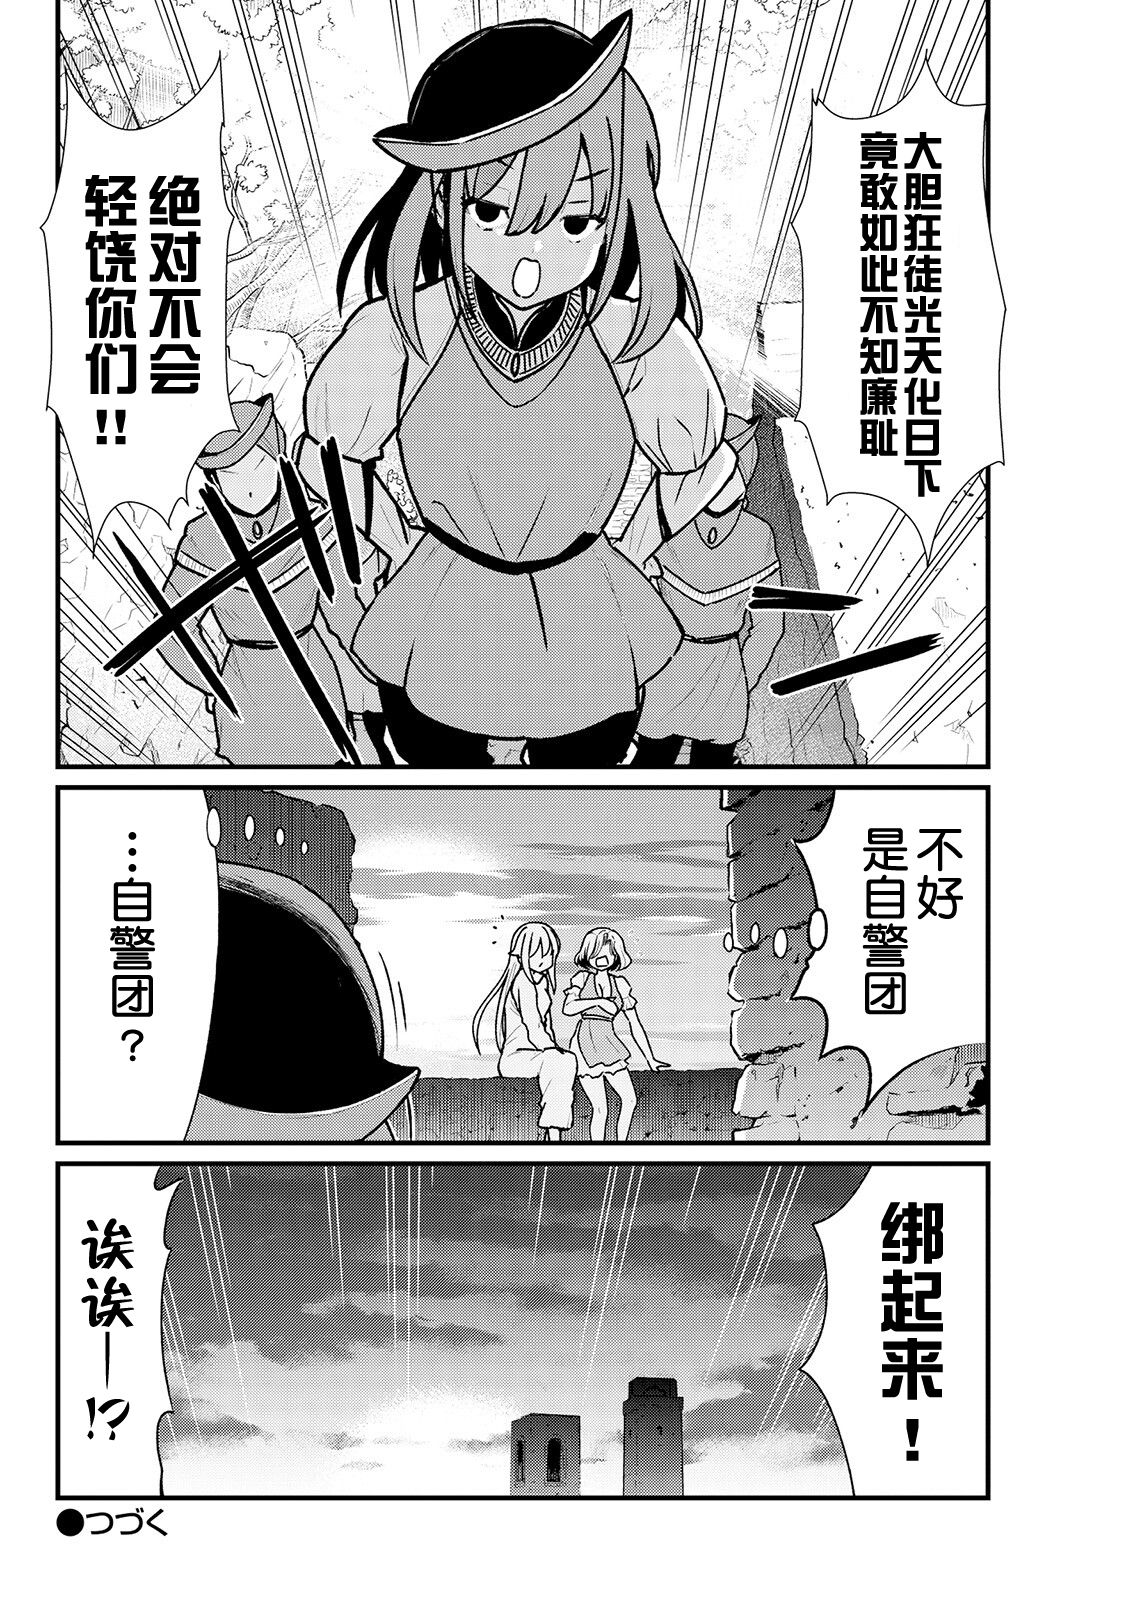 大胆狂徒光天化日下
竟敢如此不知廉耻
绝对不会
轻饶你们!!
ザッ
不好
是自警团
…自警团？
绑起来！
诶
诶—!?
●つづく